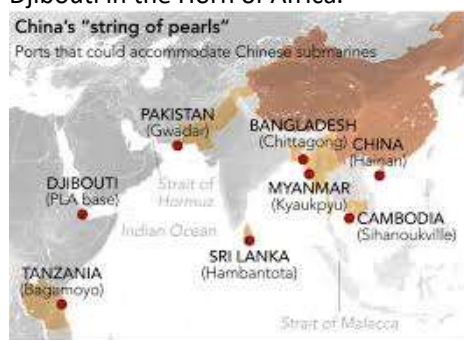 Djibouti in the Horn of Africa.
China's "string of pearls"
Ports that could accommodate Chinese submarines
PAKISTAN
(Gwadar)
BANGLADESH
(Chittagong)
CHINA
(Hainan)
DJIBOUTI
(PLA base)
Strait of
Hormuz
MYANMAR
(Kyaukpyu)
CAMBODIA
(Sihanoukville)
Indian Ocean
SRI LANKA
(Hambantota)
TANZANIA
(Bagamoyo)
Strait of Malacca